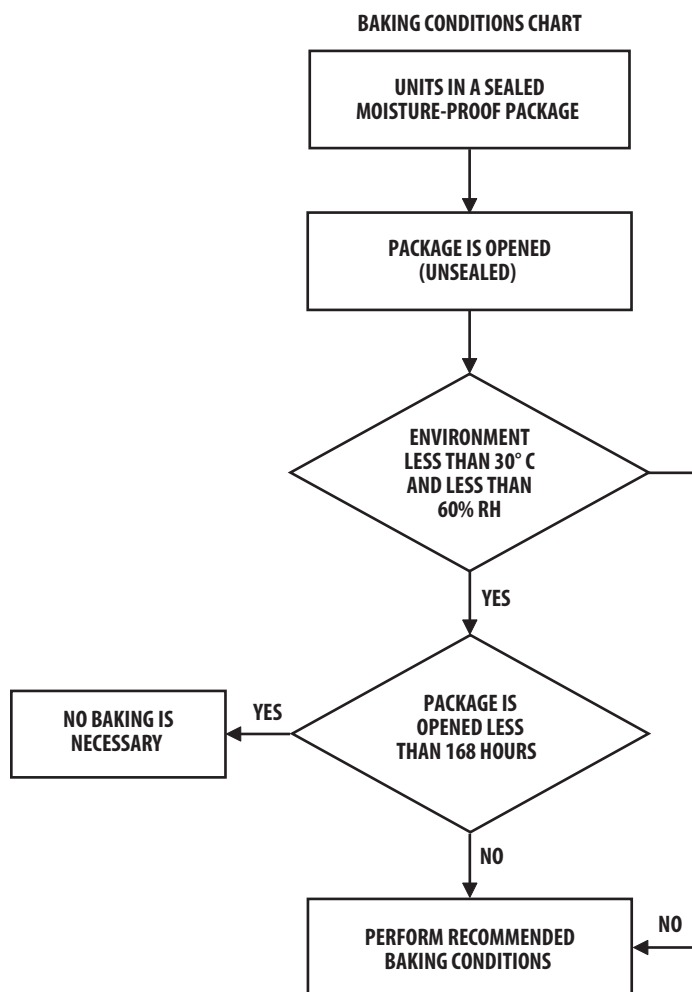 BAKING CONDITIONS CHART
UNITS IN A SEALED
MOISTURE-PROOF PACKAGE
PACKAGE IS OPENED
(UNSEALED)
ENVIRONMENT
LESS THAN 30° C
AND LESS THAN
60% RH
YES
PACKAGE IS
OPENED LESS
THAN 168 HOURS
YES
NO BAKING IS
NECESSARY
NO
PERFORM RECOMMENDED
BAKING CONDITIONS
NO